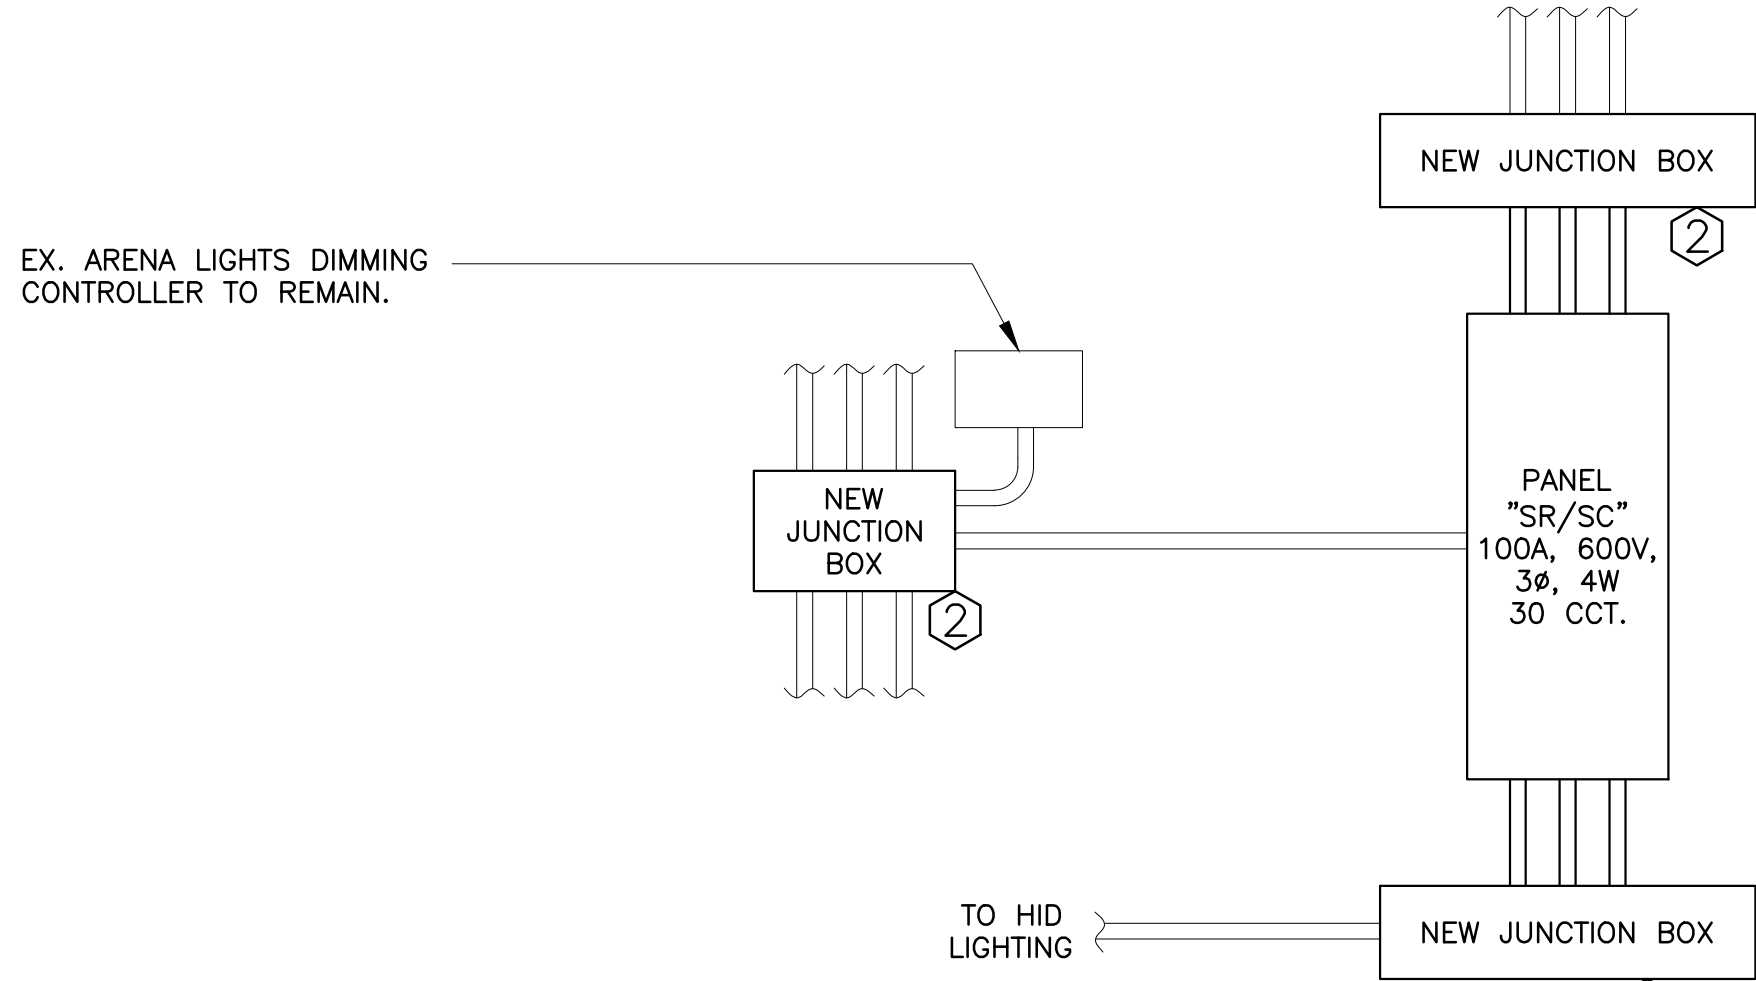 NEW JUNCTION BOX
2
EX. ARENA LIGHTS DIMMING
CONTROLLER TO REMAIN.
NEW
JUNCTION
BOX
2
PANEL
"SR/SC"
100A, 600V,
3ø, 4W
30 CCT.
TO HID
LIGHTING
NEW JUNCTION BOX